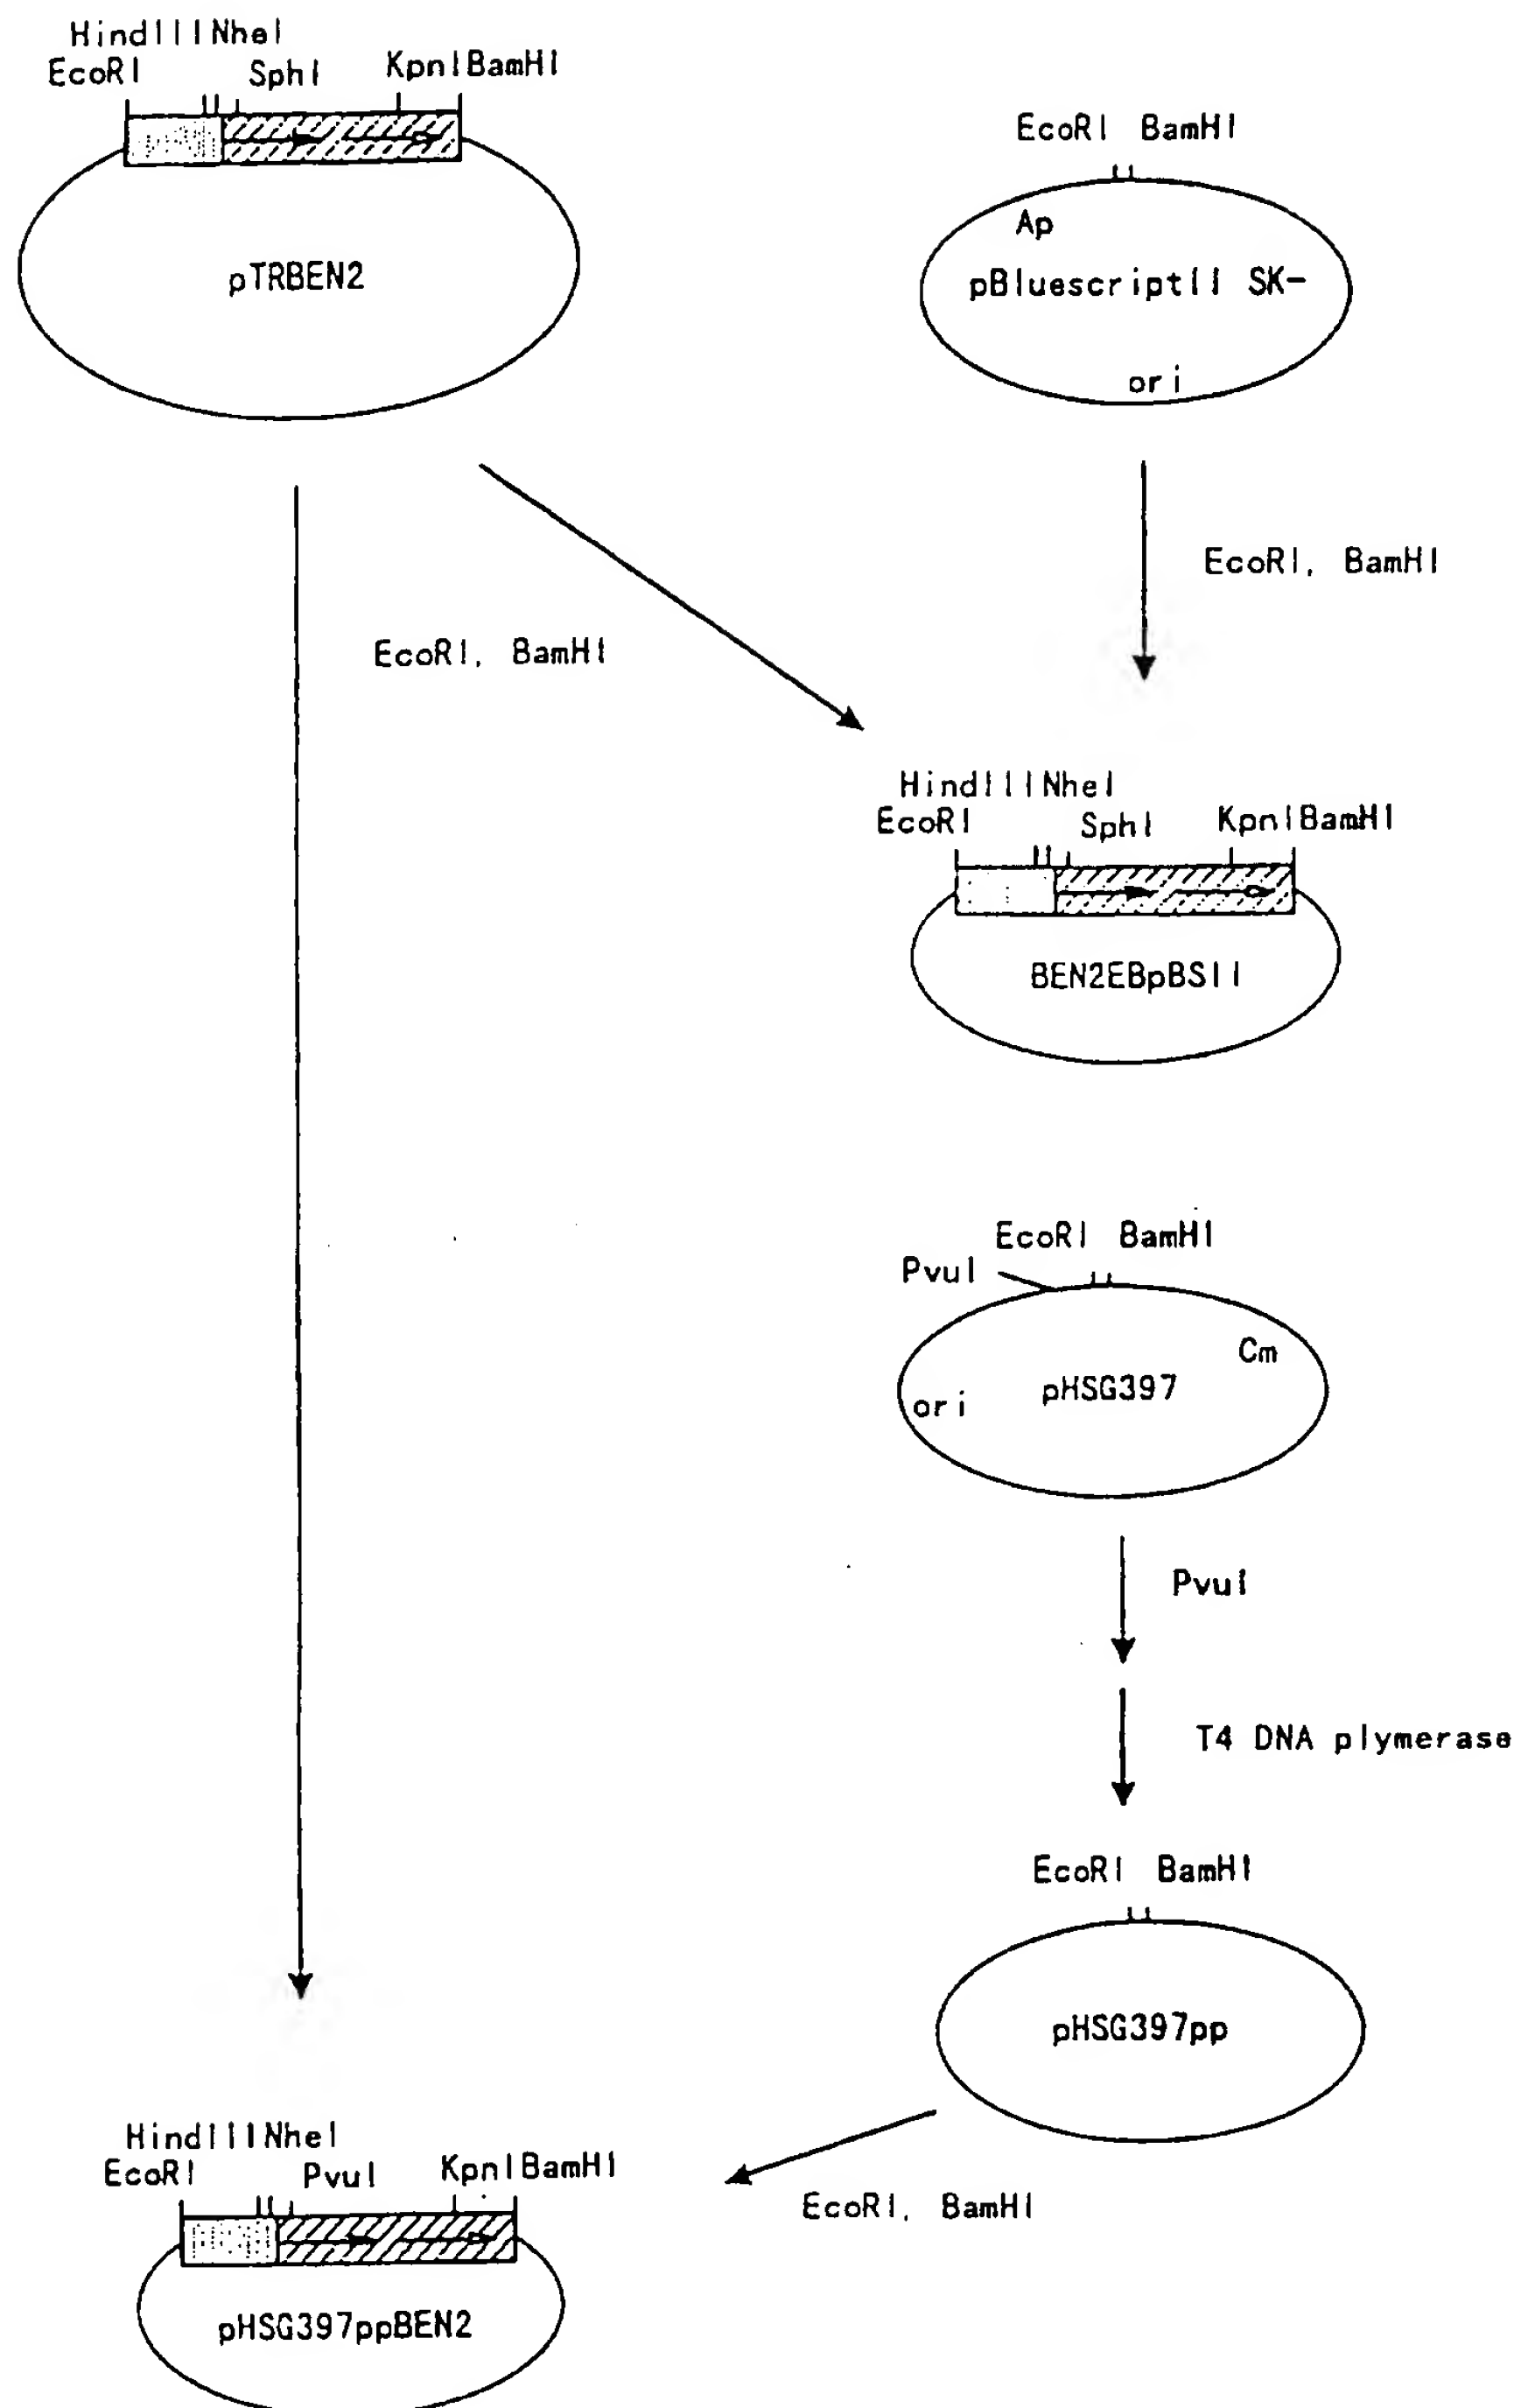 HindIIINheI
EcoRI SphI KpnIBamHI
pTRBEN2
EcoRI BamHI
Ap
pBluescriptII SK-
ori
EcoRI, BamHI
EcoRI, BamHI
HindIIINheI
EcoRI SphI KpnIBamHI
BEN2EBpBSII
EcoRI BamHI
PvuI
Cm
pHSG397
ori
PvuI
T4 DNA plymerase
EcoRI BamHI
pHSG397pp
EcoRI, BamHI
HindIIINheI
EcoRI PvuI KpnIBamHI
pHSG397ppBEN2